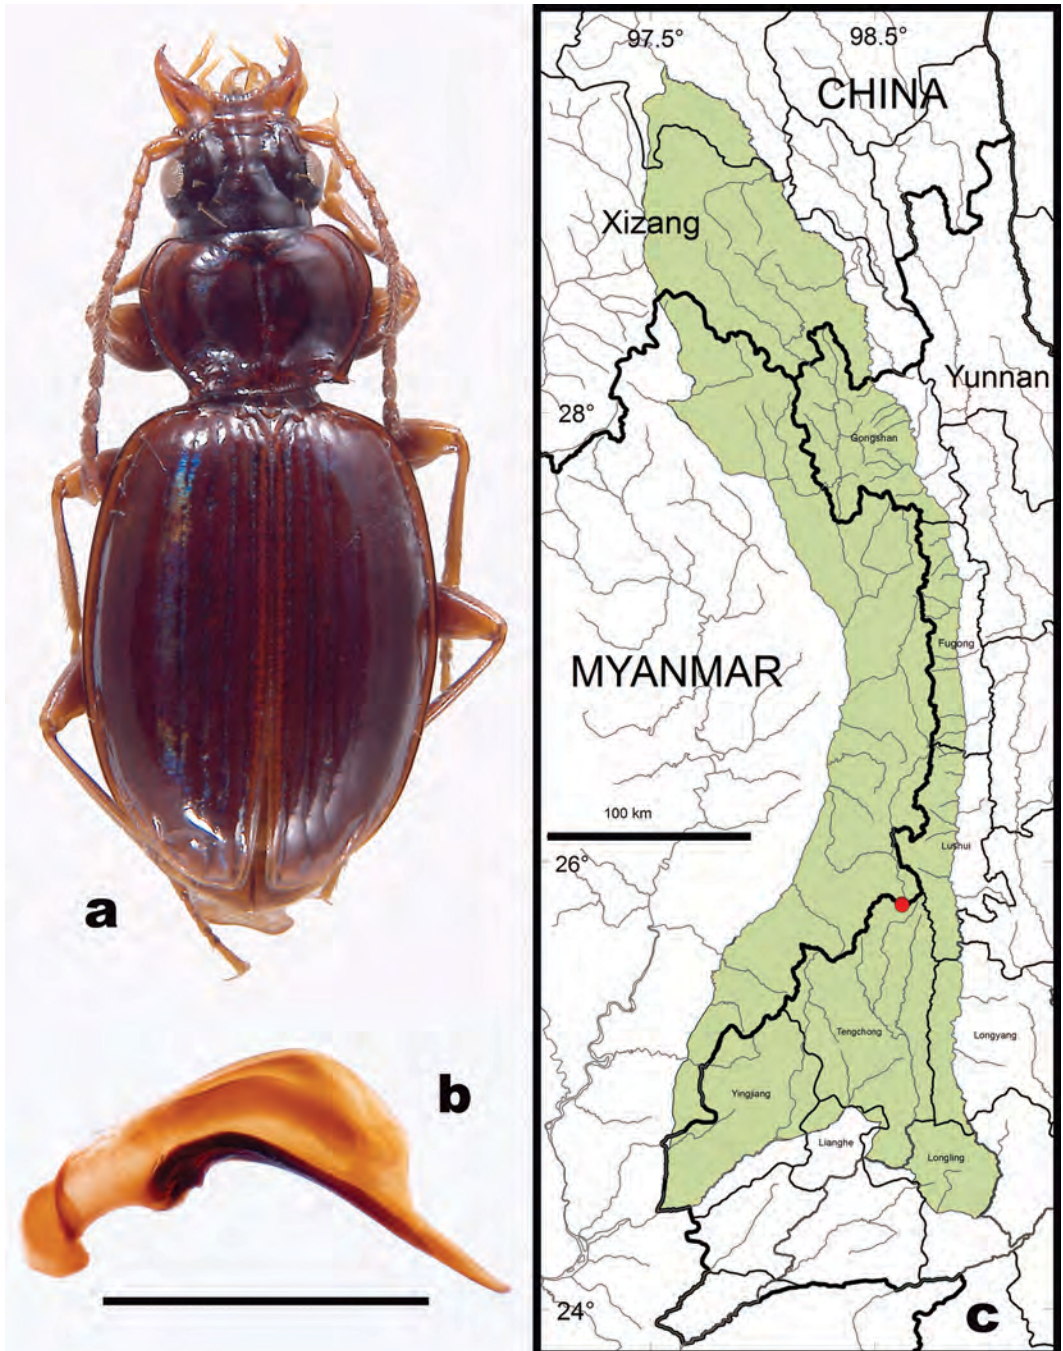 97.5°
98.5°
CHINA
Xizang
Yunnan
28°
Gongshan
Fugong
MYANMAR
100 km
Lushui
26°
a
Tengchong
Longyang
b
Yingjiang
Lianghe
Longling
24°
c